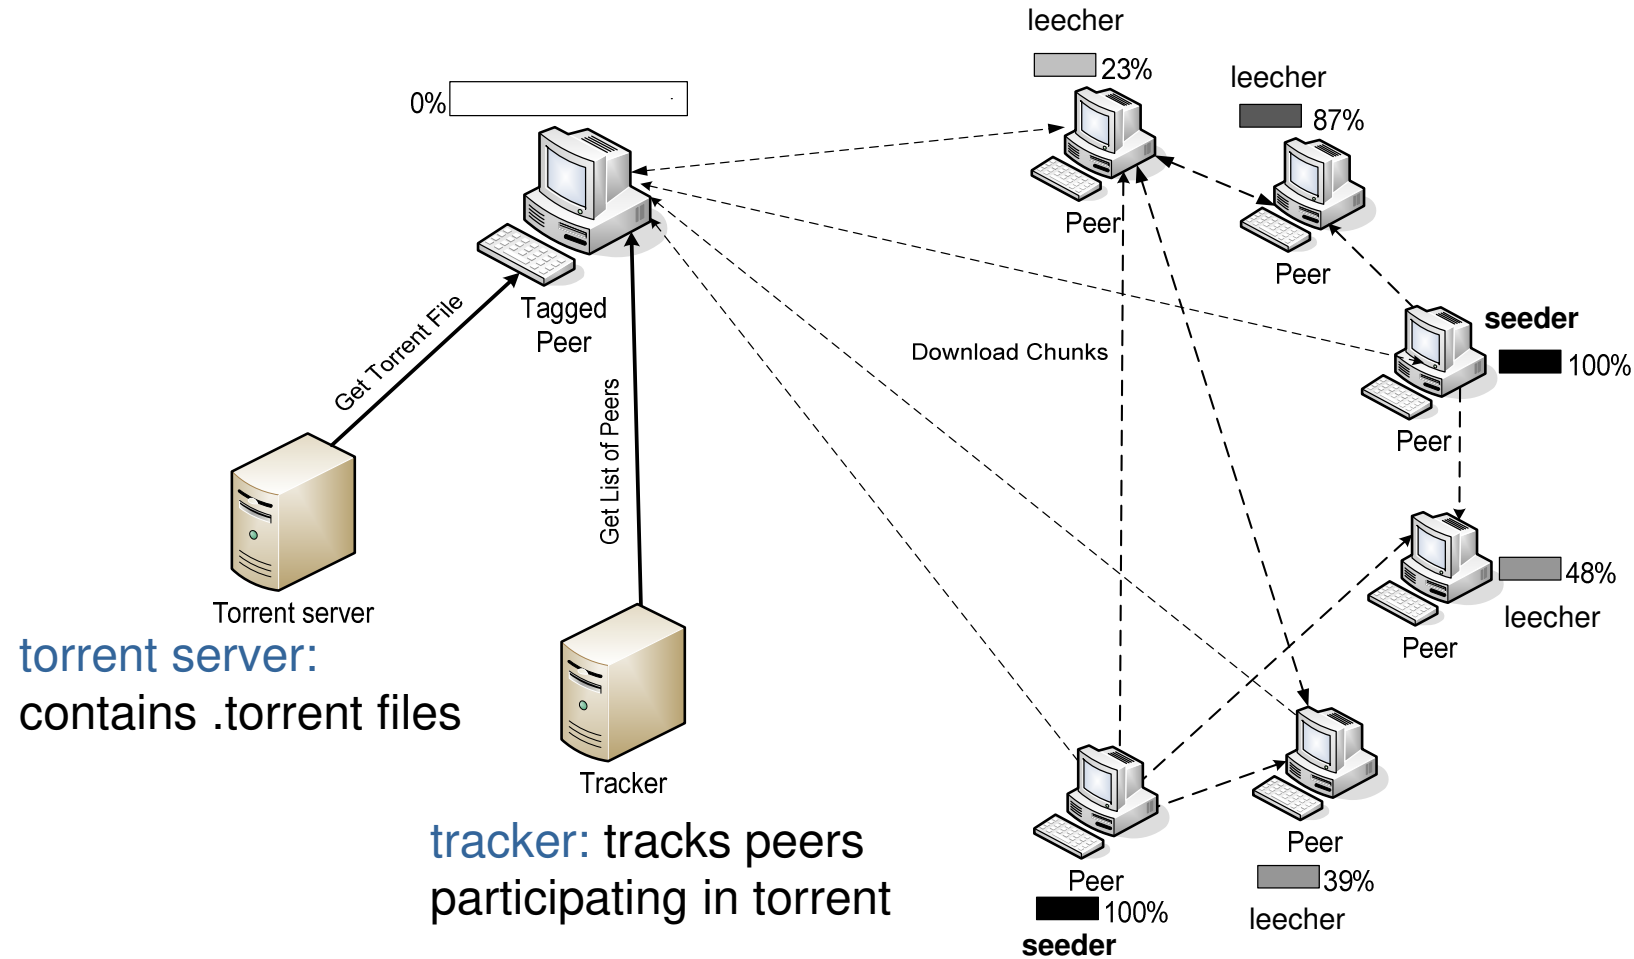 leecher
23%
leecher
87%
0%
Peer
Peer
Tagged
Peer
Get Torrent File
Get List of Peers
Download Chunks
seeder
100%
Peer
Torrent server
torrent server:
contains .torrent files
48%
leecher
Peer
Tracker
tracker: tracks peers
participating in torrent
Peer
39%
leecher
Peer
100%
seeder